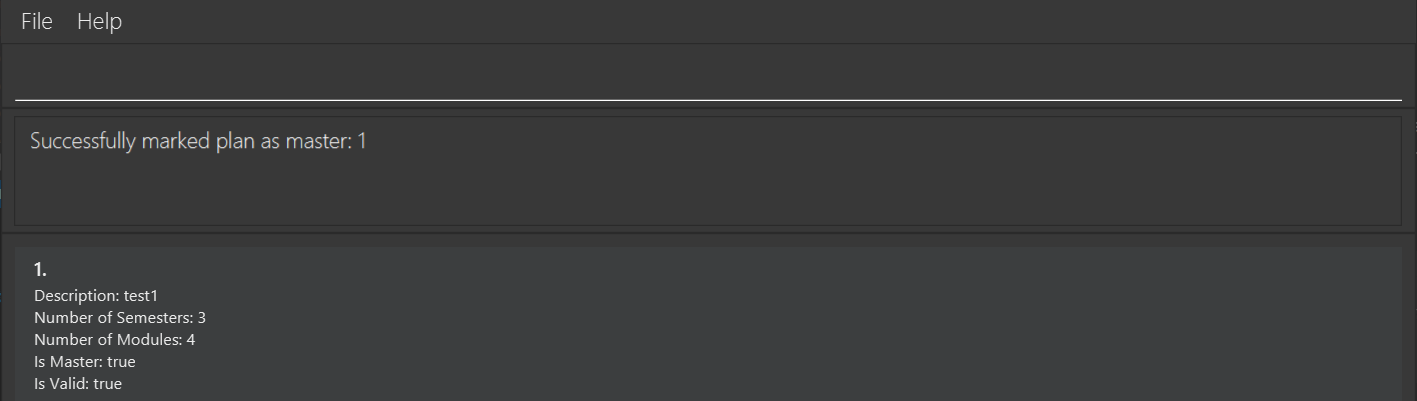 File Help
Successfully marked plan as master: 1
1.
Description: test1
Number of Semesters: 3
Number of Modules: 4
Is Master: true
Is Valid: true